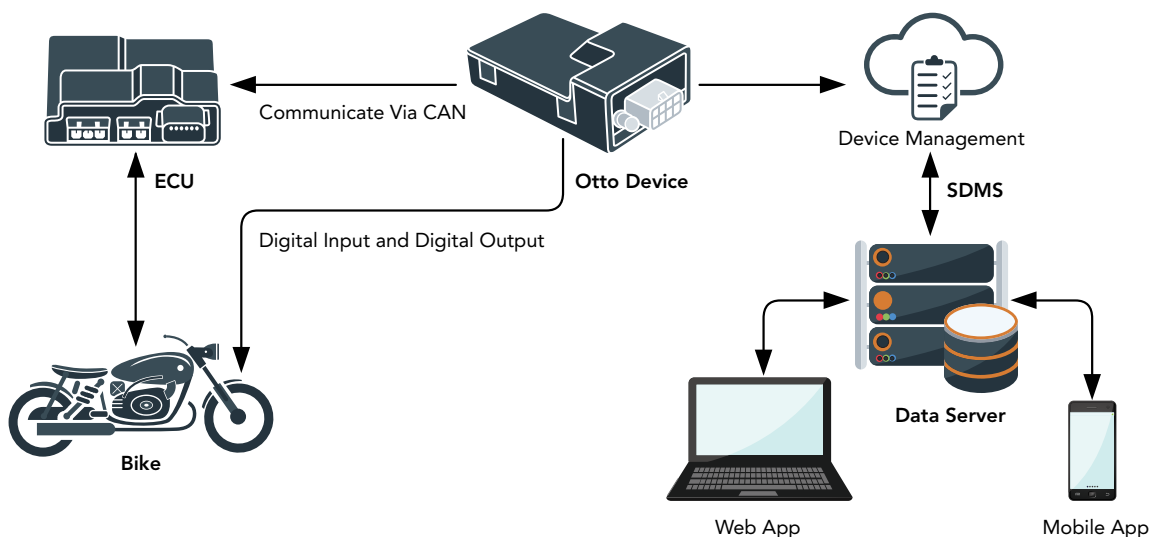 Communicate Via CAN
Device Management
ECU
Otto Device
SDMS
Digital Input and Digital Output
Data Server
Bike
Web App
Mobile App